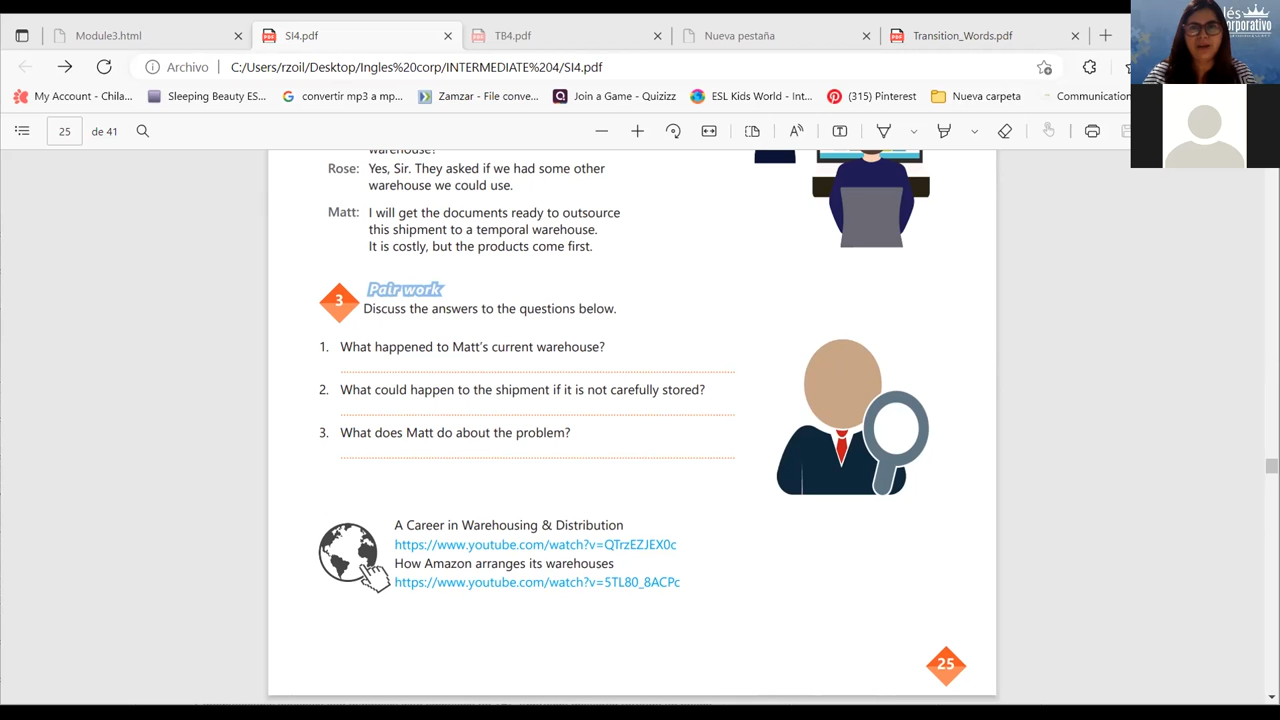 Module3.html
SI4.pdf
TB4.pdf
Nueva pestaña
Transition_Words.pdf
Archivo
C:/Users/rzoil/Desktop/Ingles%20corp/INTERMEDIATE%204/SI4.pdf
My Account - Chila...
Sleeping Beauty ES...
convertir mp3 a mp...
Zamzar - File conve...
Join a Game - Quizizz
ESL Kids World - Int...
(315) Pinterest
Nueva carpeta
Communication
25 de 41
warehouse?
Rose: Yes, Sir. They asked if we had some other
warehouse we could use.
Matt: I will get the documents ready to outsource
this shipment to a temporal warehouse.
It is costly, but the products come first.
3 Pair work
Discuss the answers to the questions below.
1. What happened to Matt's current warehouse?
2. What could happen to the shipment if it is not carefully stored?
3. What does Matt do about the problem?
A Career in Warehousing & Distribution
https://www.youtube.com/watch?v=QTrzEZJEX0c
How Amazon arranges its warehouses
https://www.youtube.com/watch?v=5TL80_8ACPc
25